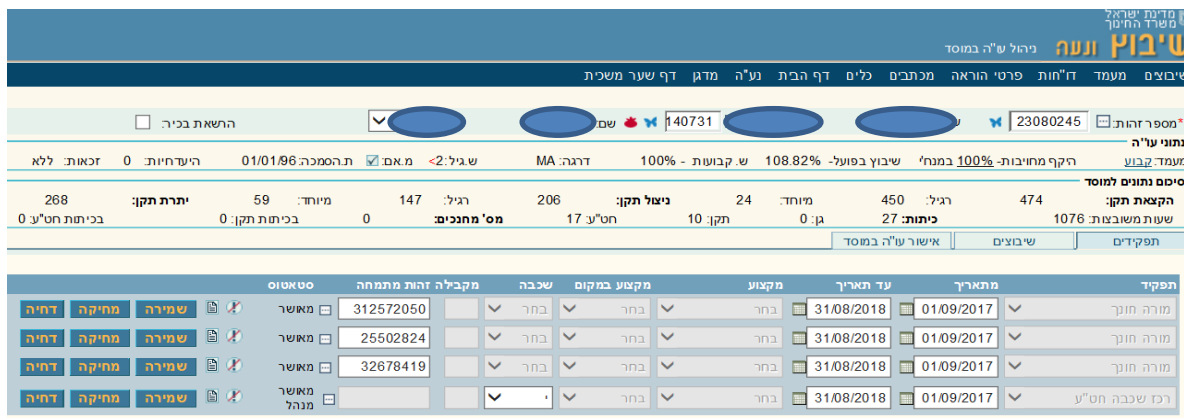 מדינת ישראל
משרד החינוך
שיבוץ ונעה ניהול עו"ה במוסד
שיבוצים מעמד דו"חות פרטי הוראה מכתבים כלים דף הבית נע"ה מדגן דף שער משכית
*מספר זהות: 23080245 140731 שם: הרשאת בכיר:
נתוני עו"ה
מעמד: קבוע היקף מחויבות- 100% במנח"י שיבוץ בפועל- 108.82% ש. קבועות - 100% דרגה: MA ש.גיל:2> מ.אם: ת.הסמכה: 01/01/96 היעדרויות: 0 זכאות: ללא
סיכום נתונים למוסד
הקצאת תקן: 474 רגיל: 450 מיוחד: 24 ניצול תקן: 206 רגיל: 147 מיוחד: 59 יתרת תקן: 268
שעות משובצות: 1076 כיתות: 27 גן: 0 תקן: 10 חט"ע: 17 מס' מחנכים: 0 בכיתות תקן: 0 בכיתות חט"ע: 0
תפקידים שיבוצים אישור עו"ה במוסד
תפקיד מתאריך עד תאריך מקצוע מקצוע במקום שכבה מקבילה זהות מתמחה סטאטוס
מורה חונך 01/09/2017 31/08/2018 בחר בחר בחר 312572050 מאושר שמירה מחיקה דחיה
מורה חונך 01/09/2017 31/08/2018 בחר בחר בחר 25502824 מאושר שמירה מחיקה דחיה
מורה חונך 01/09/2017 31/08/2018 בחר בחר בחר 32678419 מאושר שמירה מחיקה דחיה
רכז שכבה חט"ע 01/09/2017 31/08/2018 בחר בחר י מאושר מנהל שמירה מחיקה דחיה